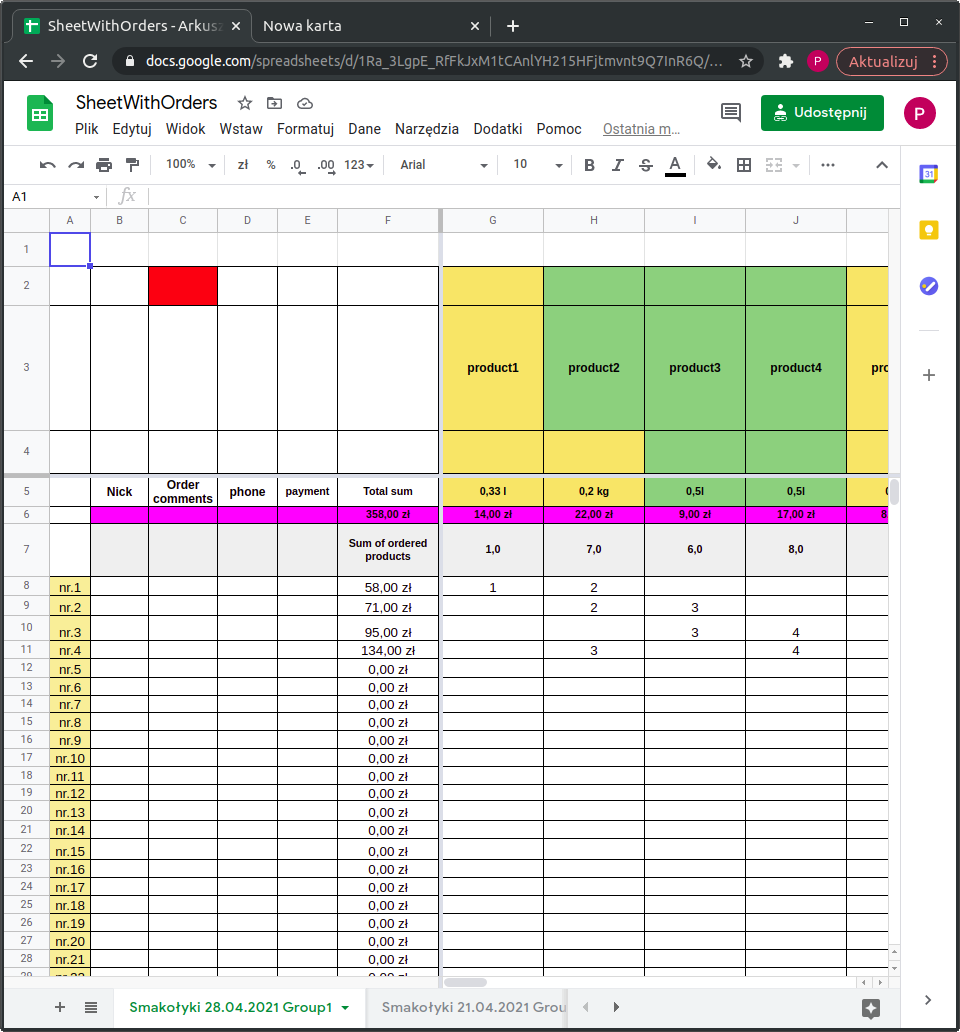 SheetWithOrders - Arkusz
Nowa karta
docs.google.com/spreadsheets/d/1Ra_3LgpE_RfFkJxM1tCAnlYH215HFjtmvnt9Q7InR6Q/...
P
Aktualizuj
SheetWithOrders
Plik Edytuj Widok Wstaw Formatuj Dane Narzędzia Dodatki Pomoc Ostatnia m...
Udostępnij
P
100% zł % .0 .00 123 Arial 10 B I S A
31
A1 fx
A B C D E F G H I J
1
2
3 product1 product2 product3 product4 pro
4
5 Nick Order comments phone payment Total sum 0,33 l 0,2 kg 0,5l 0,5l
6 358,00 zł 14,00 zł 22,00 zł 9,00 zł 17,00 zł 8
7 Sum of ordered products 1,0 7,0 6,0 8,0
8 nr.1 58,00 zł 1 2
9 nr.2 71,00 zł 2 3
10 nr.3 95,00 zł 3 4
11 nr.4 134,00 zł 3 4
12 nr.5 0,00 zł
13 nr.6 0,00 zł
14 nr.7 0,00 zł
15 nr.8 0,00 zł
16 nr.9 0,00 zł
17 nr.10 0,00 zł
18 nr.11 0,00 zł
19 nr.12 0,00 zł
20 nr.13 0,00 zł
21 nr.14 0,00 zł
22 nr.15 0,00 zł
23 nr.16 0,00 zł
24 nr.17 0,00 zł
25 nr.18 0,00 zł
26 nr.19 0,00 zł
27 nr.20 0,00 zł
28 nr.21 0,00 zł
29 nr.22 0,00 zł
Smakołyki 28.04.2021 Group1
Smakołyki 21.04.2021 Grou